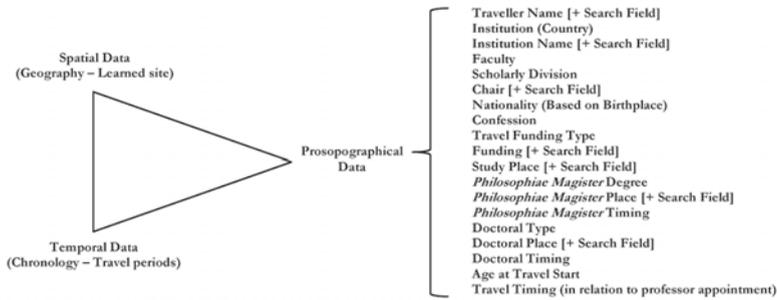 Spatial Data
(Geography – Learned site)
Temporal Data
(Chronology – Travel periods)
Prosopographical
Data
Traveller Name [+ Search Field]
Institution (Country)
Institution Name [+ Search Field]
Faculty
Scholarly Division
Chair [+ Search Field]
Nationality (Based on Birthplace)
Confession
Travel Funding Type
Funding [+ Search Field]
Study Place [+ Search Field]
Philosophiae Magister Degree
Philosophiae Magister Place [+ Search Field]
Philosophiae Magister Timing
Doctoral Type
Doctoral Place [+ Search Field]
Doctoral Timing
Age at Travel Start
Travel Timing (in relation to professor appointment)